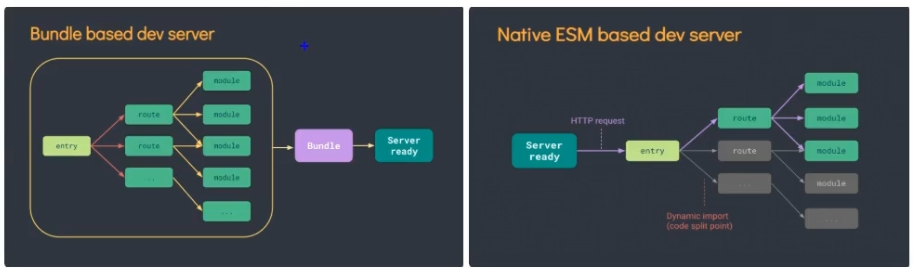 Bundle based dev server
module
route
module
entry
route
module
...
module
...
Bundle
Server
ready
Native ESM based dev server
module
HTTP request
route
module
Server
ready
entry
route
module
...
module
...
Dynamic import
(code split point)